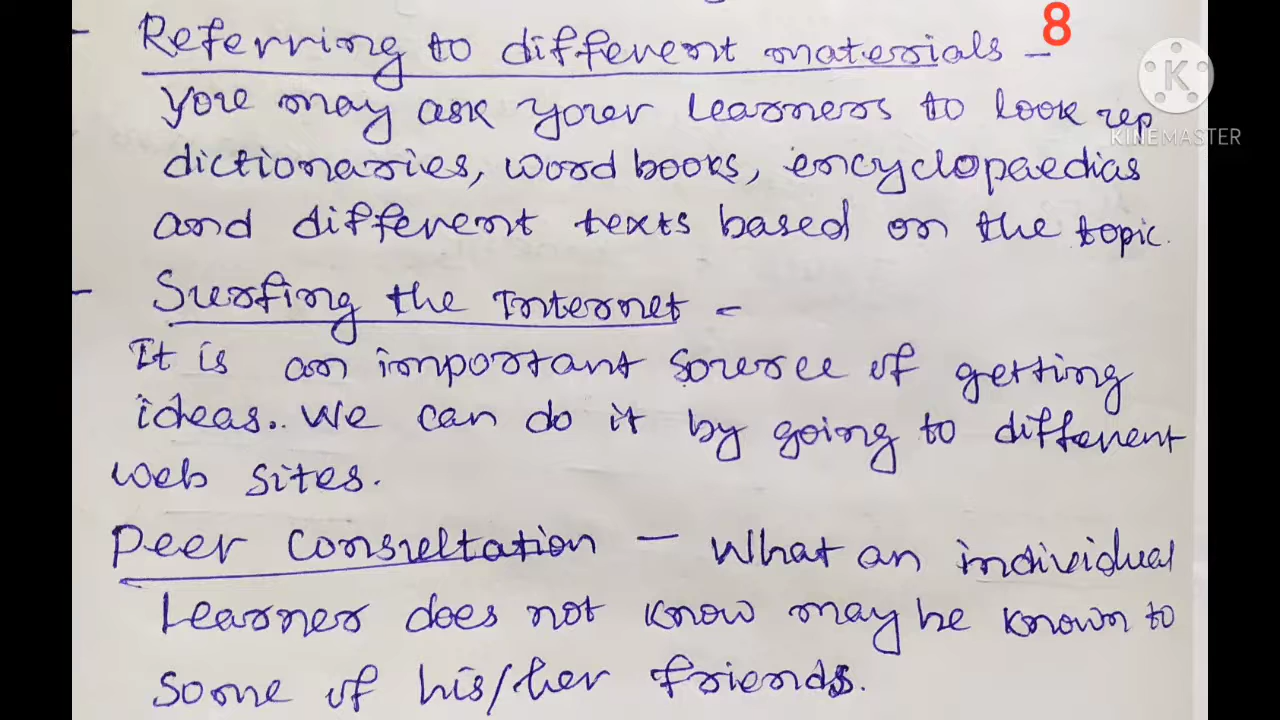 8
- Referring to different materials -
You may ask your learners to look up
dictionaries, word books, encyclopaedias
and different texts based on the topic.
- Surfing the Internet -
It is an important source of getting
ideas.. We can do it by going to different
web sites.
Peer Consultation - What an individual
learner does not know may be known to
some of his/her friends.
K
KINEMASTER